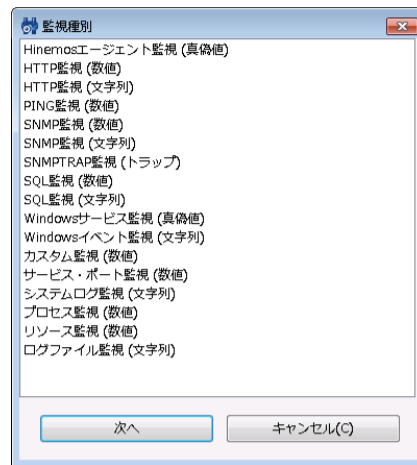 監視種別
Hinemosエージェント監視 (真偽値)
HTTP監視 (数値)
HTTP監視 (文字列)
PING監視 (数値)
SNMP監視 (数値)
SNMP監視 (文字列)
SNMPTRAP監視 (トラップ)
SQL監視 (数値)
SQL監視 (文字列)
Windowsサービス監視 (真偽値)
Windowsイベント監視 (文字列)
カスタム監視 (数値)
サービス・ポート監視 (数値)
システムログ監視 (文字列)
プロセス監視 (数値)
リソース監視 (数値)
ログファイル監視 (文字列)
次へ キャンセル(C)